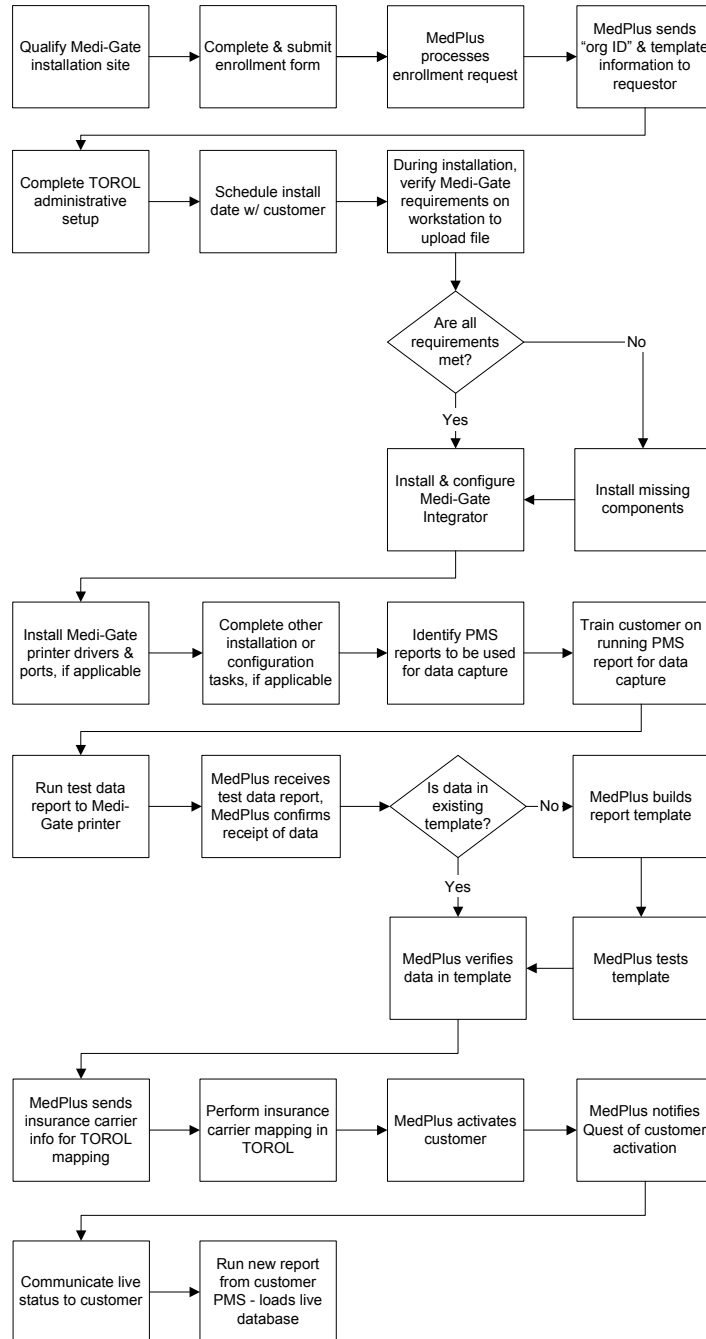 Qualify Medi-Gate
installation site
Complete & submit
enrollment form
MedPlus
processes
enrollment request
MedPlus sends
“org ID” & template
information to
requestor
Complete TOROL
administrative
setup
Schedule install
date w/ customer
During installation,
verify Medi-Gate
requirements on
workstation to
upload file
Are all
requirements
met?
No
Yes
Install & configure
Medi-Gate
Integrator
Install missing
components
Install Medi-Gate
printer drivers &
ports, if applicable
Complete other
installation or
configuration
tasks, if applicable
Identify PMS
reports to be used
for data capture
Train customer on
running PMS
report for data
capture
Run test data
report to Medi-
Gate printer
MedPlus receives
test data report,
MedPlus confirms
receipt of data
Is data in
existing
template?
No
MedPlus builds
report template
Yes
MedPlus verifies
data in template
MedPlus tests
template
MedPlus sends
insurance carrier
info for TOROL
mapping
Perform insurance
carrier mapping in
TOROL
MedPlus activates
customer
MedPlus notifies
Quest of customer
activation
Communicate live
status to customer
Run new report
from customer
PMS - loads live
database